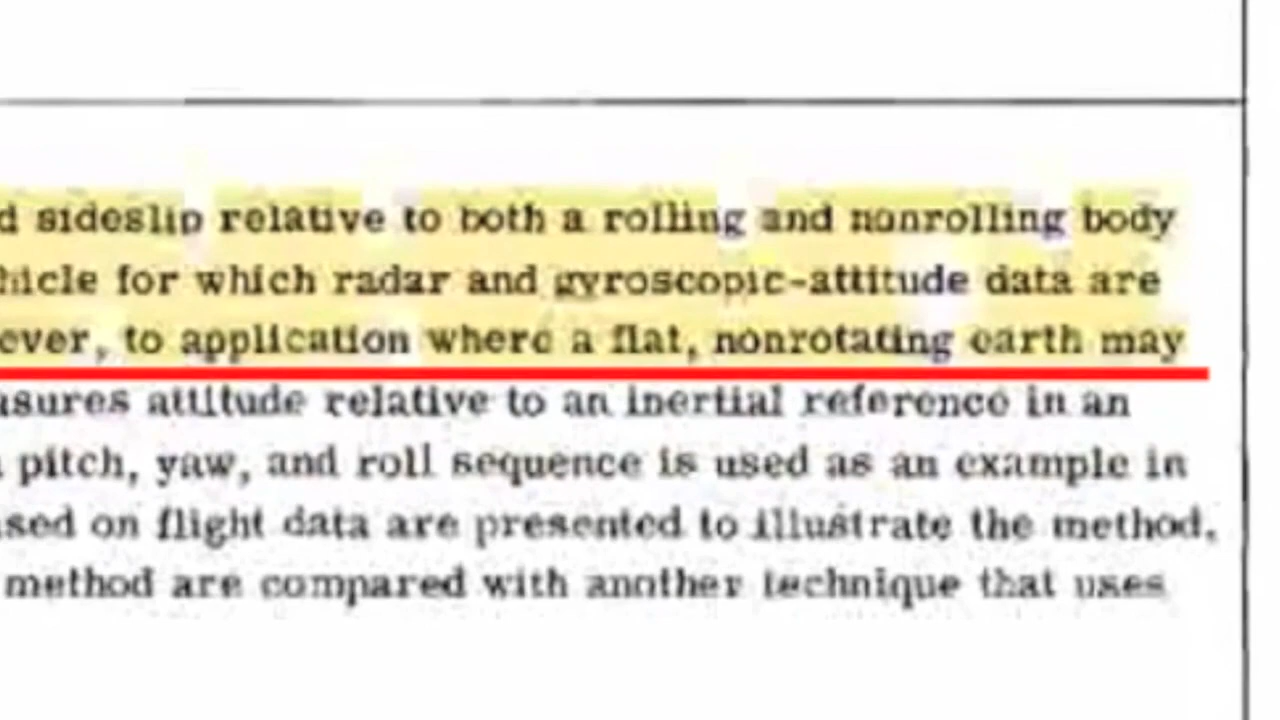 d sideslip relative to both a rolling and nonrolling body
hicle for which radar and gyroscopic-attitude data are
ever, to application where a flat, nonrotating earth may
asures attitude relative to an inertial reference in an
pitch, yaw, and roll sequence is used as an example in
sed on flight data are presented to illustrate the method.
method are compared with another technique that uses